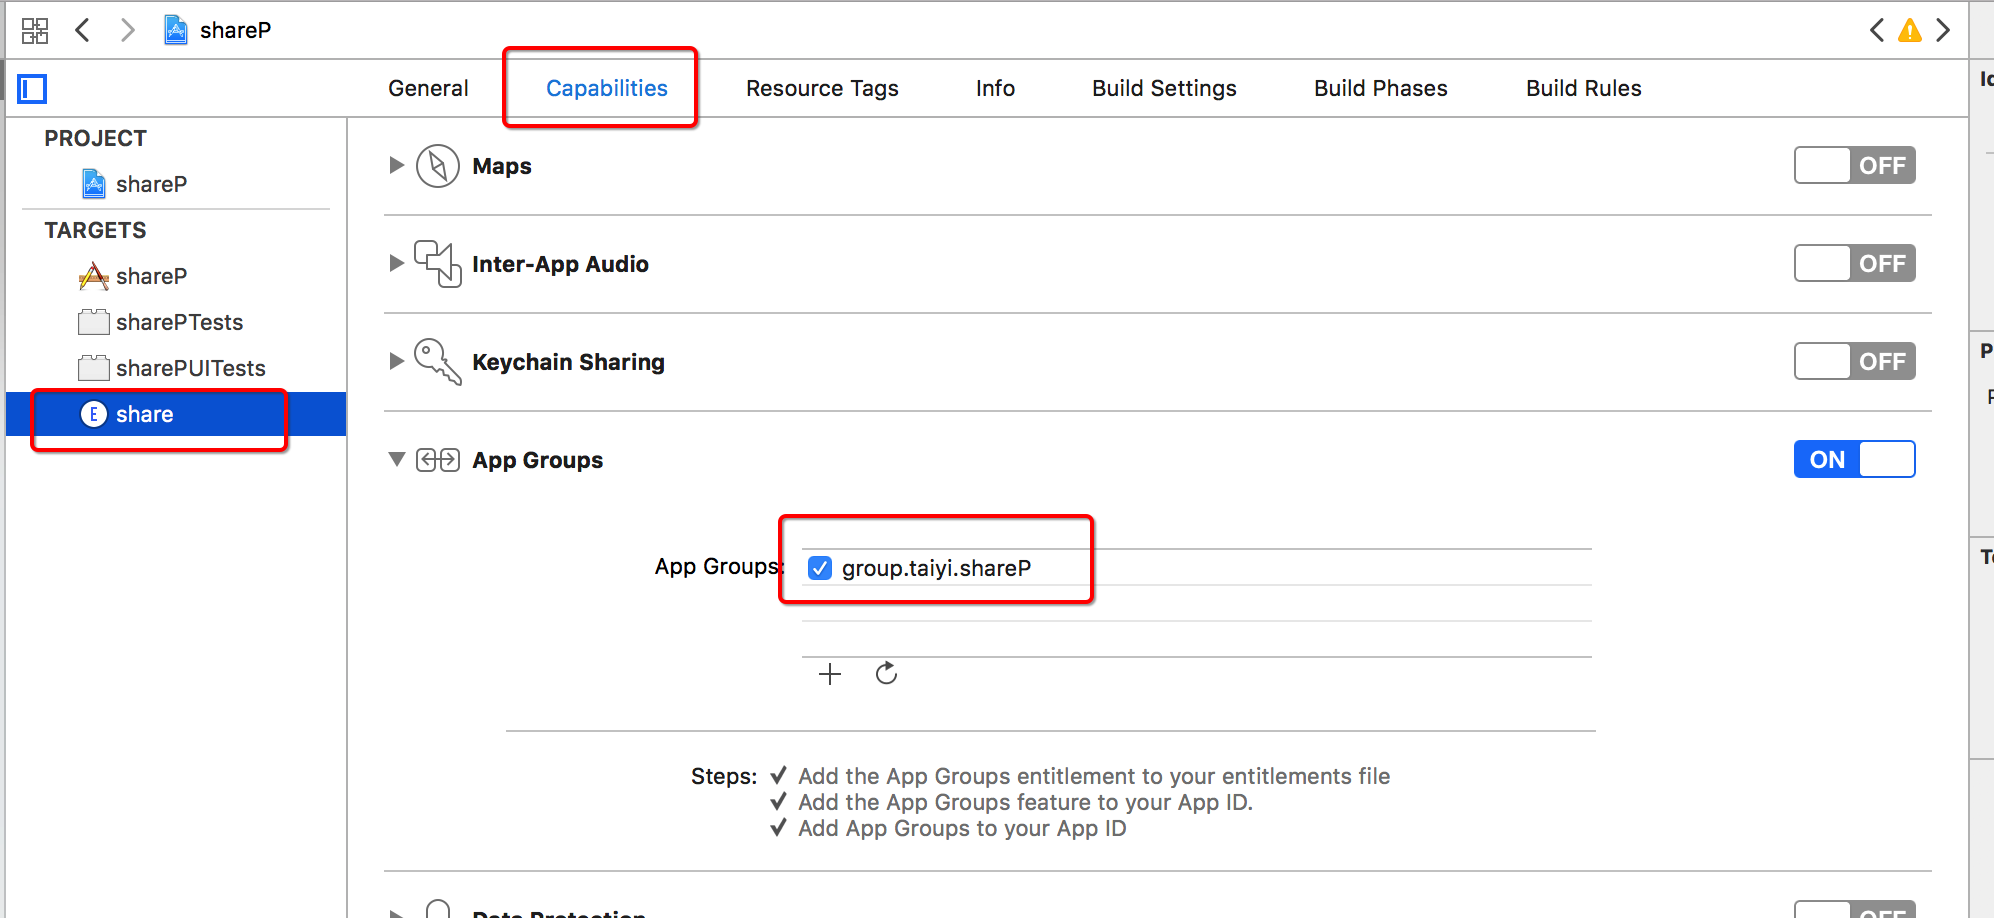 shareP
General Capabilities Resource Tags Info Build Settings Build Phases Build Rules
PROJECT
shareP
TARGETS
shareP
sharePTests
sharePUITests
share
Maps OFF
Inter-App Audio OFF
Keychain Sharing OFF
App Groups ON
App Groups: group.taiyi.shareP
Steps: ✓ Add the App Groups entitlement to your entitlements file
✓ Add the App Groups feature to your App ID.
✓ Add App Groups to your App ID
Data Protection OFF